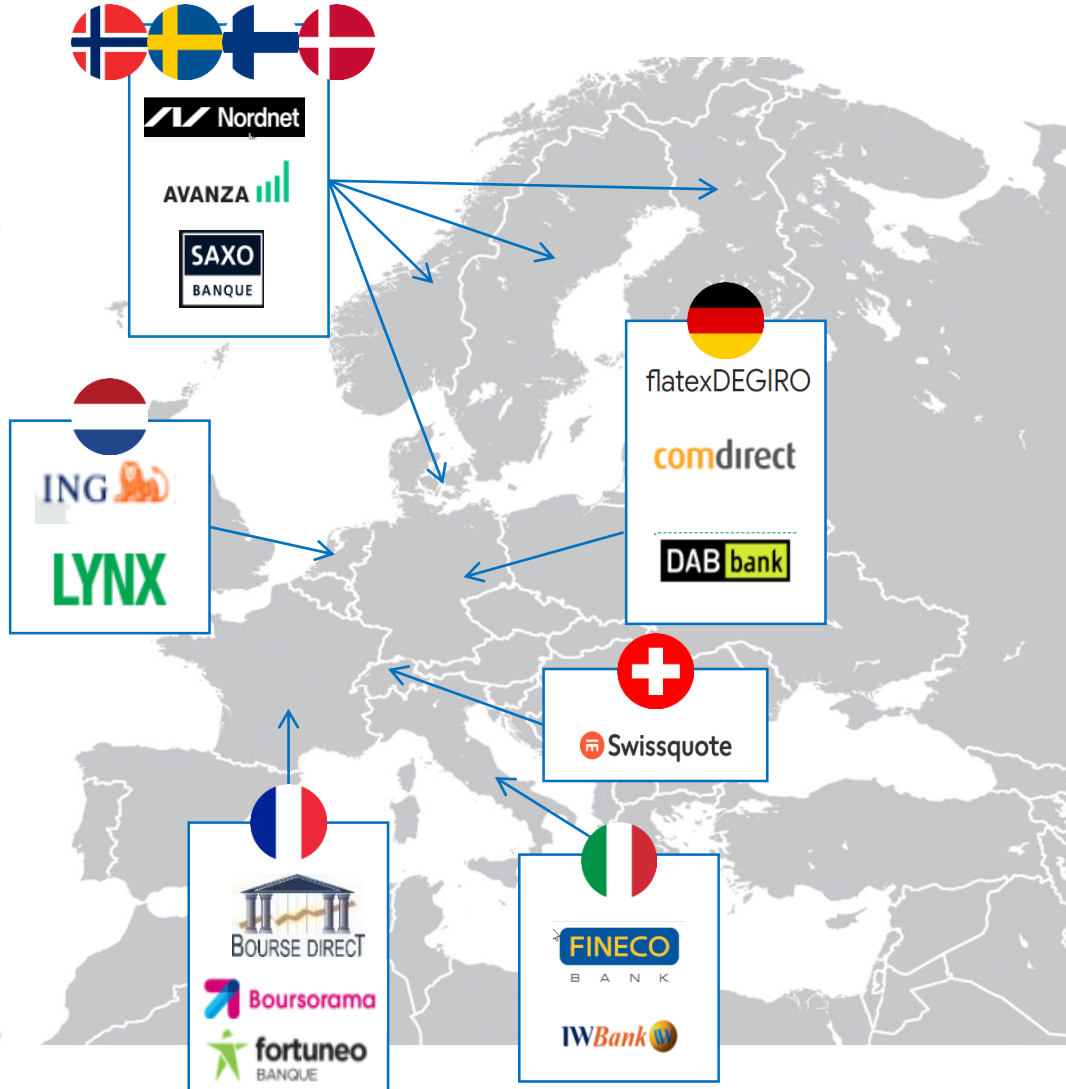 Nordnet
AVANZA
SAXO
BANQUE
flatexDEGIRO
comdirect
DAB bank
ING
LYNX
Swissquote
BOURSE DIRECT
Boursorama
fortuneo
BANQUE
FINECO
BANK
IWBank